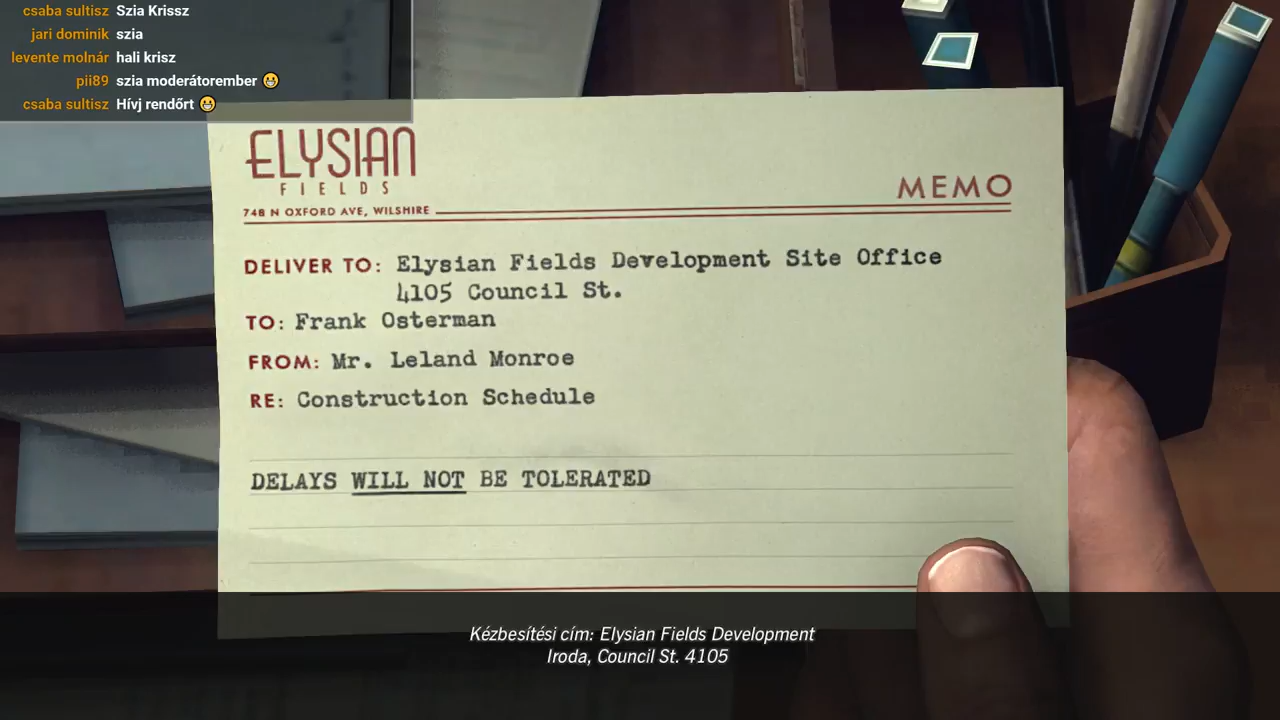 csaba sultisz Szia Krissz
jari dominik szia
levente molnár hali krisz
pii89 szia moderátorember 😀
csaba sultisz Hívj rendőrt 😀
ELYSIAN
FIELDS
748 N OXFORD AVE, WILSHIRE
MEMO
DELIVER TO: Elysian Fields Development Site Office
4105 Council St.
TO: Frank Osterman
FROM: Mr. Leland Monroe
RE: Construction Schedule
DELAYS WILL NOT BE TOLERATED
Kézbesítési cím: Elysian Fields Development
Iroda, Council St. 4105